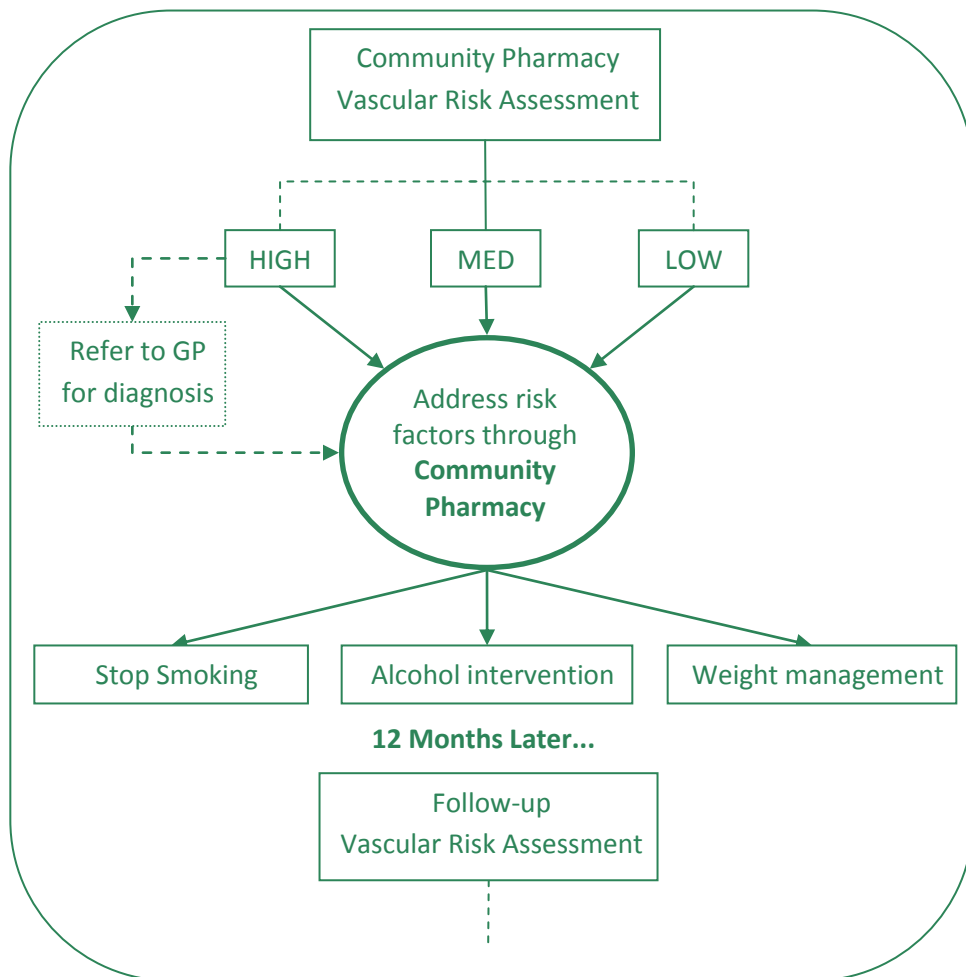 Community Pharmacy
Vascular Risk Assessment
HIGH
MED
LOW
Refer to GP
for diagnosis
Address risk
factors through
Community
Pharmacy
Stop Smoking
Alcohol intervention
Weight management
12 Months Later...
Follow-up
Vascular Risk Assessment